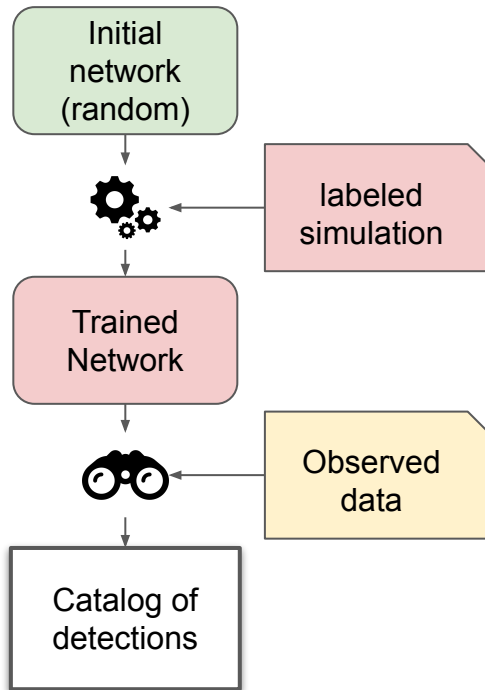 Initial
network
(random)
labeled
simulation
Trained
Network
Observed
data
Catalog of
detections